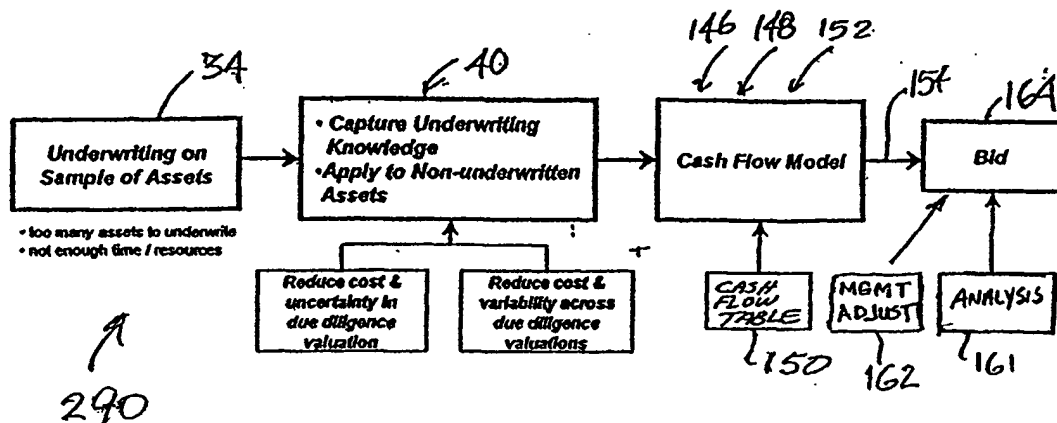 34
40
146 148 152
154
164
Underwriting on
Sample of Assets
• too many assets to underwrite
• not enough time / resources
• Capture Underwriting
Knowledge
• Apply to Non-underwritten
Assets
Cash Flow Model
Bid
Reduce cost &
uncertainty in
due diligence
valuation
Reduce cost &
variability across
due diligence
valuations
CASH
FLOW
TABLE
MGMT
ADJUST
ANALYSIS
150
162
161
290